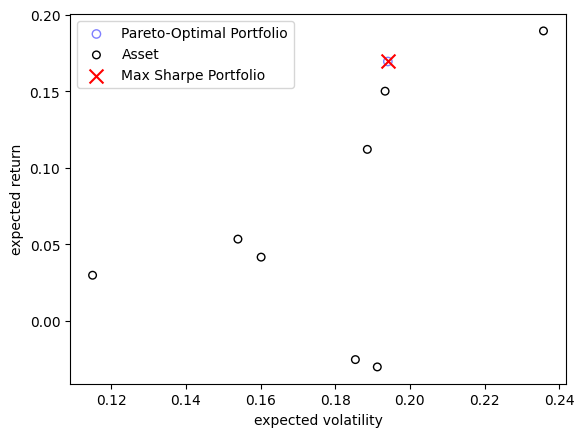 Pareto-Optimal Portfolio
Asset
Max Sharpe Portfolio
0.20
0.15
0.10
0.05
0.00
expected return
0.12
0.14
0.16
0.18
0.20
0.22
0.24
expected volatility